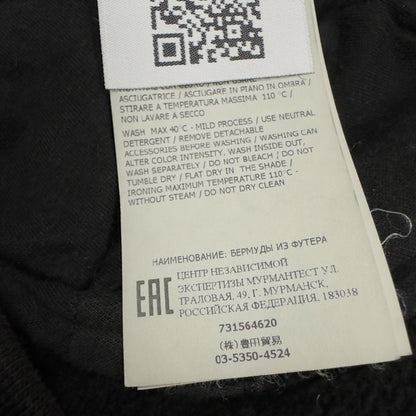 ASCIUGATRICE / ASCIUGARE IN PIANO IN OMBRA /
STIRARE A TEMPERATURA MASSIMA 110 °C /
NON LAVARE A SECCO
WASH MAX 40°C - MILD PROCESS / USE NEUTRAL
DETERGENT / REMOVE DETACHABLE
ACCESSORIES BEFORE WASHING / WASHING CAN
ALTER COLOR INTENSITY, WASH INSIDE OUT,
WASH SEPARATELY / DO NOT BLEACH / DO NOT
TUMBLE DRY / FLAT DRY IN THE SHADE /
IRONING MAXIMUM TEMPERATURE 110°C -
WITHOUT STEAM / DO NOT DRY CLEAN
НАИМЕНОВАНИЕ: БЕРМУДЫ ИЗ ФУТЕРА
EAC
ЦЕНТР НЕЗАВИСИМОЙ
ЭКСПЕРТИЗЫ МУРМАНТЕСТ УЛ.
ТРАЛОВАЯ, 49, Г. МУРМАНСК,
РОССИЙСКАЯ ФЕДЕРАЦИЯ, 183038
731564620
(株)豊田貿易
03-5350-4524